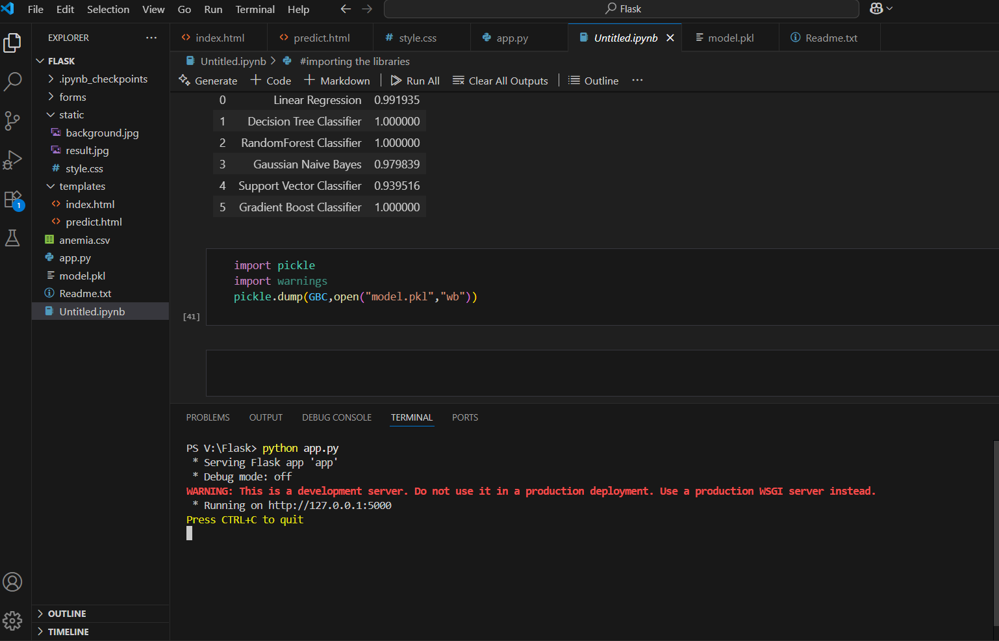 File Edit Selection View Go Run Terminal Help
Flask
EXPLORER
FLASK
.ipynb_checkpoints
forms
static
background.jpg
result.jpg
style.css
templates
index.html
predict.html
anemia.csv
app.py
model.pkl
Readme.txt
Untitled.ipynb
OUTLINE
TIMELINE
1
index.html predict.html style.css app.py Untitled.ipynb model.pkl Readme.txt
Untitled.ipynb #importing the libraries
Generate Code Markdown Run All Clear All Outputs Outline
0 Linear Regression 0.991935
1 Decision Tree Classifier 1.000000
2 RandomForest Classifier 1.000000
3 Gaussian Naive Bayes 0.979839
4 Support Vector Classifier 0.939516
5 Gradient Boost Classifier 1.000000
import pickle
import warnings
pickle.dump(GBC,open("model.pkl","wb"))
[41]
PROBLEMS OUTPUT DEBUG CONSOLE TERMINAL PORTS
PS V:\Flask> python app.py
* Serving Flask app 'app'
* Debug mode: off
WARNING: This is a development server. Do not use it in a production deployment. Use a production WSGI server instead.
* Running on http://127.0.0.1:5000
Press CTRL+C to quit